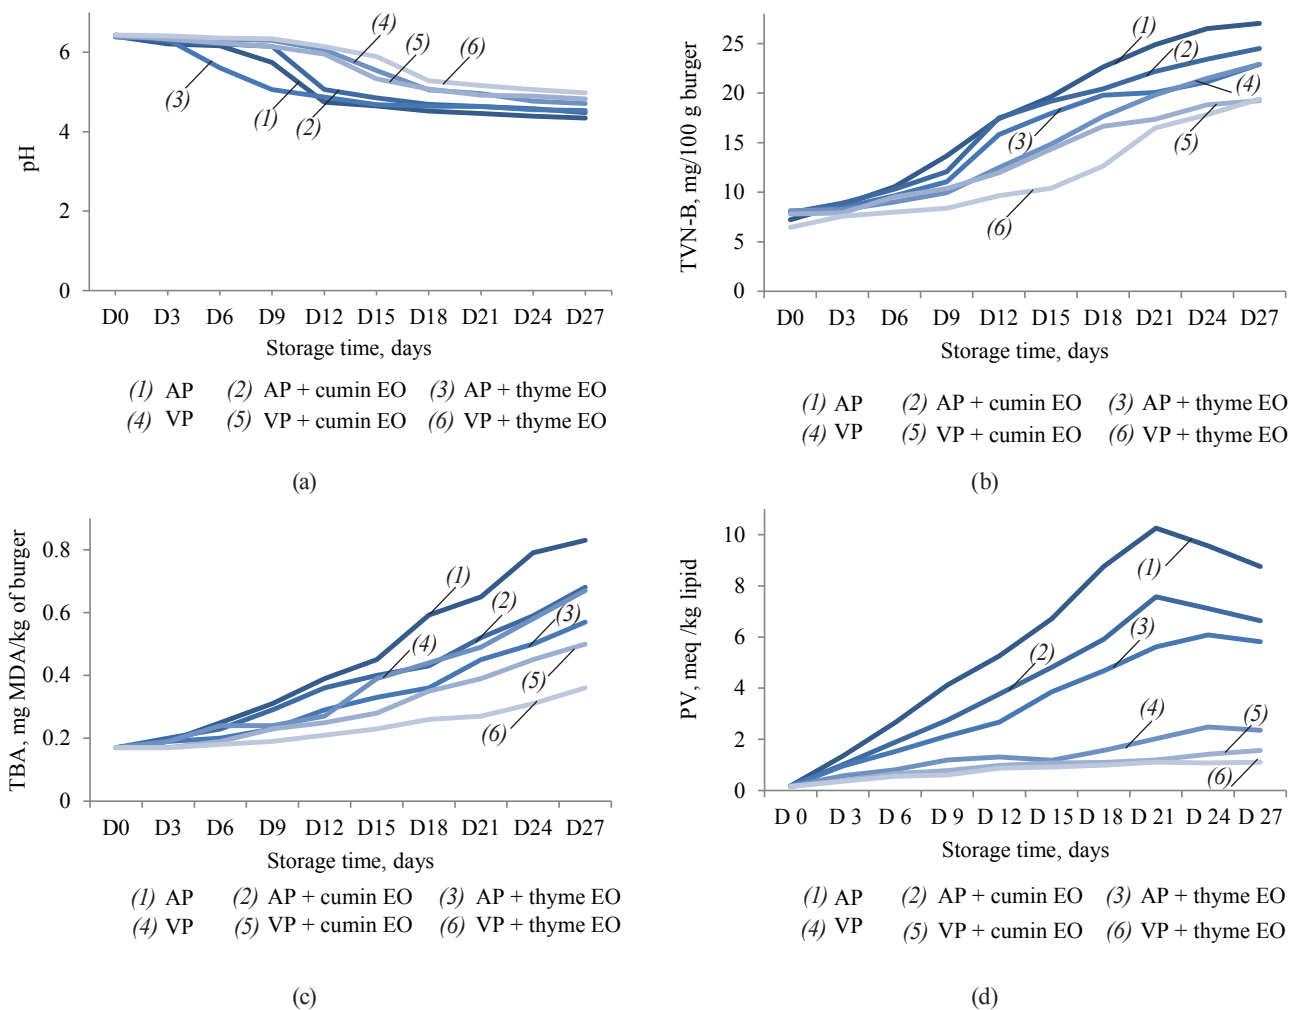 6
4
2
0
pH
(4)
(5)
(6)
(3)
(1)
(2)
D0 D3 D6 D9 D12 D15 D18 D21 D24 D27
Storage time, days
(1) AP (2) AP + cumin EO (3) AP + thyme EO
(4) VP (5) VP + cumin EO (6) VP + thyme EO
(a)
25
20
15
10
5
0
TVN-B, mg/100 g burger
(1)
(2)
(4)
(3)
(5)
(6)
D0 D3 D6 D9 D12 D15 D18 D21 D24 D27
Storage time, days
(1) AP (2) AP + cumin EO (3) AP + thyme EO
(4) VP (5) VP + cumin EO (6) VP + thyme EO
(b)
0.8
0.6
0.4
0.2
0
TBA, mg MDA/kg of burger
(1)
(2)
(3)
(4)
(5)
(6)
D0 D3 D6 D9 D12 D15 D18 D21 D24 D27
Storage time, days
(1) AP (2) AP + cumin EO (3) AP + thyme EO
(4) VP (5) VP + cumin EO (6) VP + thyme EO
(c)
10
8
6
4
2
0
PV, meq /kg lipid
(1)
(2)
(3)
(4)
(5)
(6)
D 0 D 3 D 6 D 9 D 12 D 15 D 18 D 21 D 24 D 27
Storage time, days
(1) AP (2) AP + cumin EO (3) AP + thyme EO
(4) VP (5) VP + cumin EO (6) VP + thyme EO
(d)